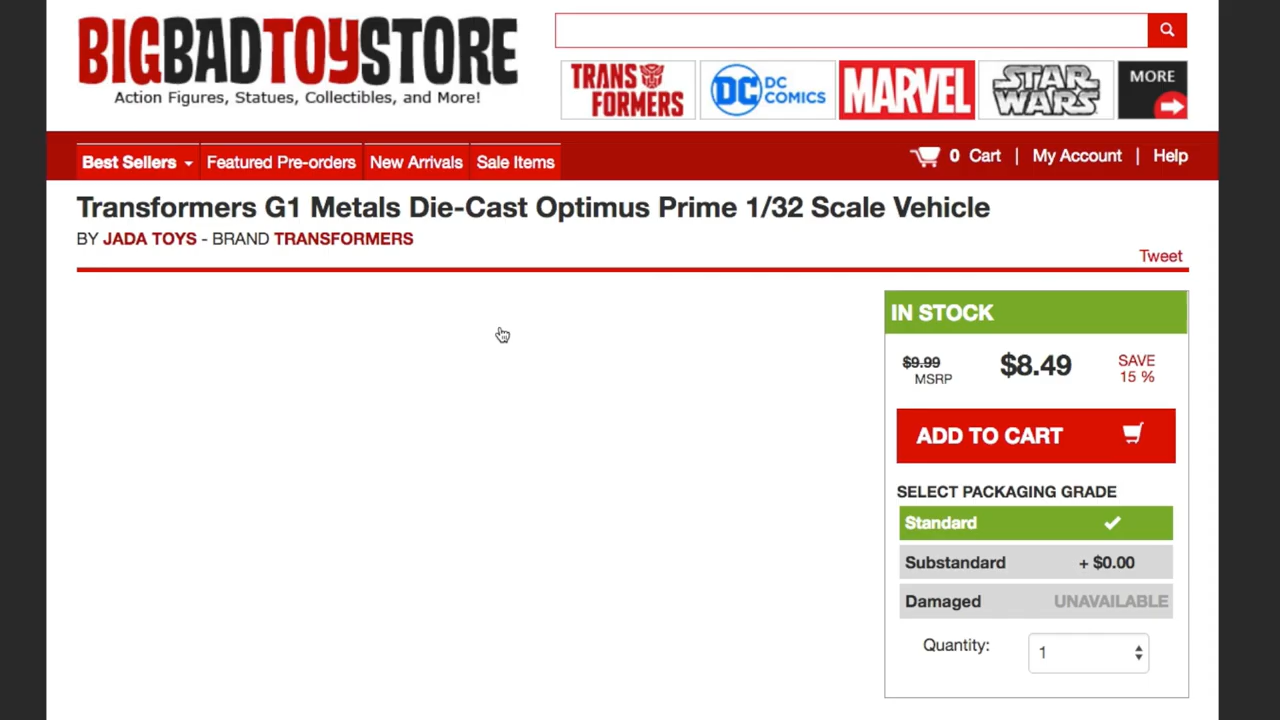 BIGBADTOYSTORE
Action Figures, Statues, Collectibles, and More!
TRANSFORMERS
DC DC COMICS
MARVEL
STAR WARS
MORE
Best Sellers
Featured Pre-orders
New Arrivals
Sale Items
0 Cart | My Account | Help
Transformers G1 Metals Die-Cast Optimus Prime 1/32 Scale Vehicle
BY JADA TOYS - BRAND TRANSFORMERS
Tweet
IN STOCK
$9.99 MSRP
$8.49
SAVE 15 %
ADD TO CART
SELECT PACKAGING GRADE
Standard
Substandard + $0.00
Damaged UNAVAILABLE
Quantity: 1